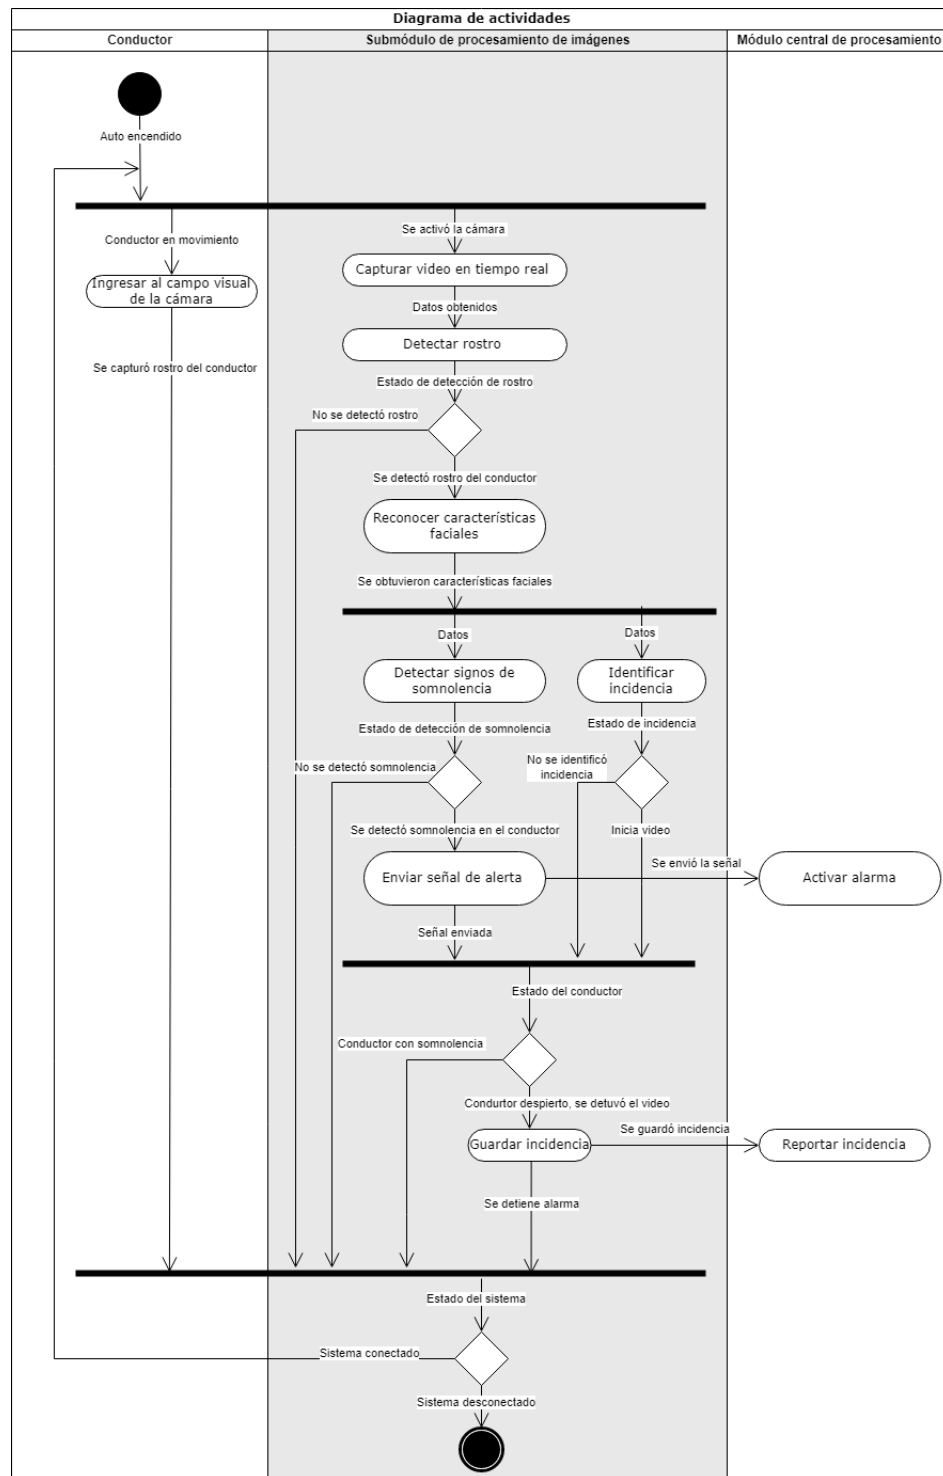 Diagrama de actividades
Conductor
Submódulo de procesamiento de imágenes
Módulo central de procesamiento
Auto encendido
Se activó la cámara
Conductor en movimiento
Capturar video en tiempo real
Ingresar al campo visual
de la cámara
Datos obtenidos
Detectar rostro
Se capturó rostro del conductor
Estado de detección de rostro
No se detectó rostro
Se detectó rostro del conductor
Reconocer características
faciales
Se obtuvieron características faciales
Datos
Datos
Detectar signos de
somnolencia
Identificar
incidencia
Estado de detección de somnolencia
Estado de incidencia
No se detectó somnolencia
No se identificó
incidencia
Se detectó somnolencia en el conductor
Inicia video
Se envió la señal
Enviar señal de alerta
Activar alarma
Señal enviada
Estado del conductor
Conductor con somnolencia
Condurtor despierto, se detuvó el video
Se guardó incidencia
Guardar incidencia
Reportar incidencia
Se detiene alarma
Estado del sistema
Sistema conectado
Sistema desconectado